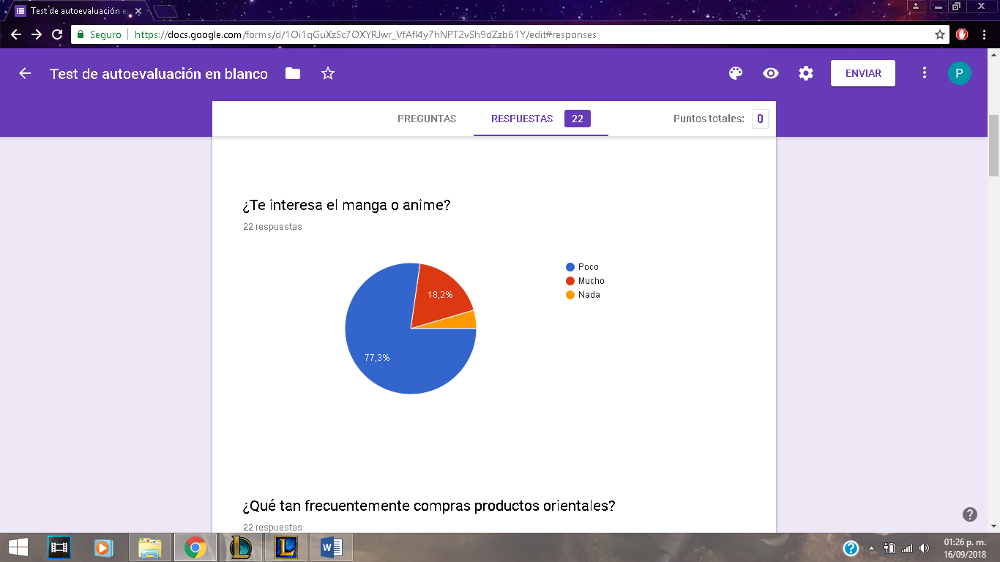 Test de autoevaluación e
Seguro https://docs.google.com/forms/d/1Oi1qGuXzSc7OXYRJwr_VfAfl4y7hNPT2vSh9dZzb61Y/edit#responses
Test de autoevaluación en blanco
ENVIAR
P
PREGUNTAS
RESPUESTAS 22
Puntos totales: 0
¿Te interesa el manga o anime?
22 respuestas
Poco
Mucho
Nada
18,2%
77,3%
¿Qué tan frecuentemente compras productos orientales?
22 respuestas
01:26 p. m.
16/09/2018